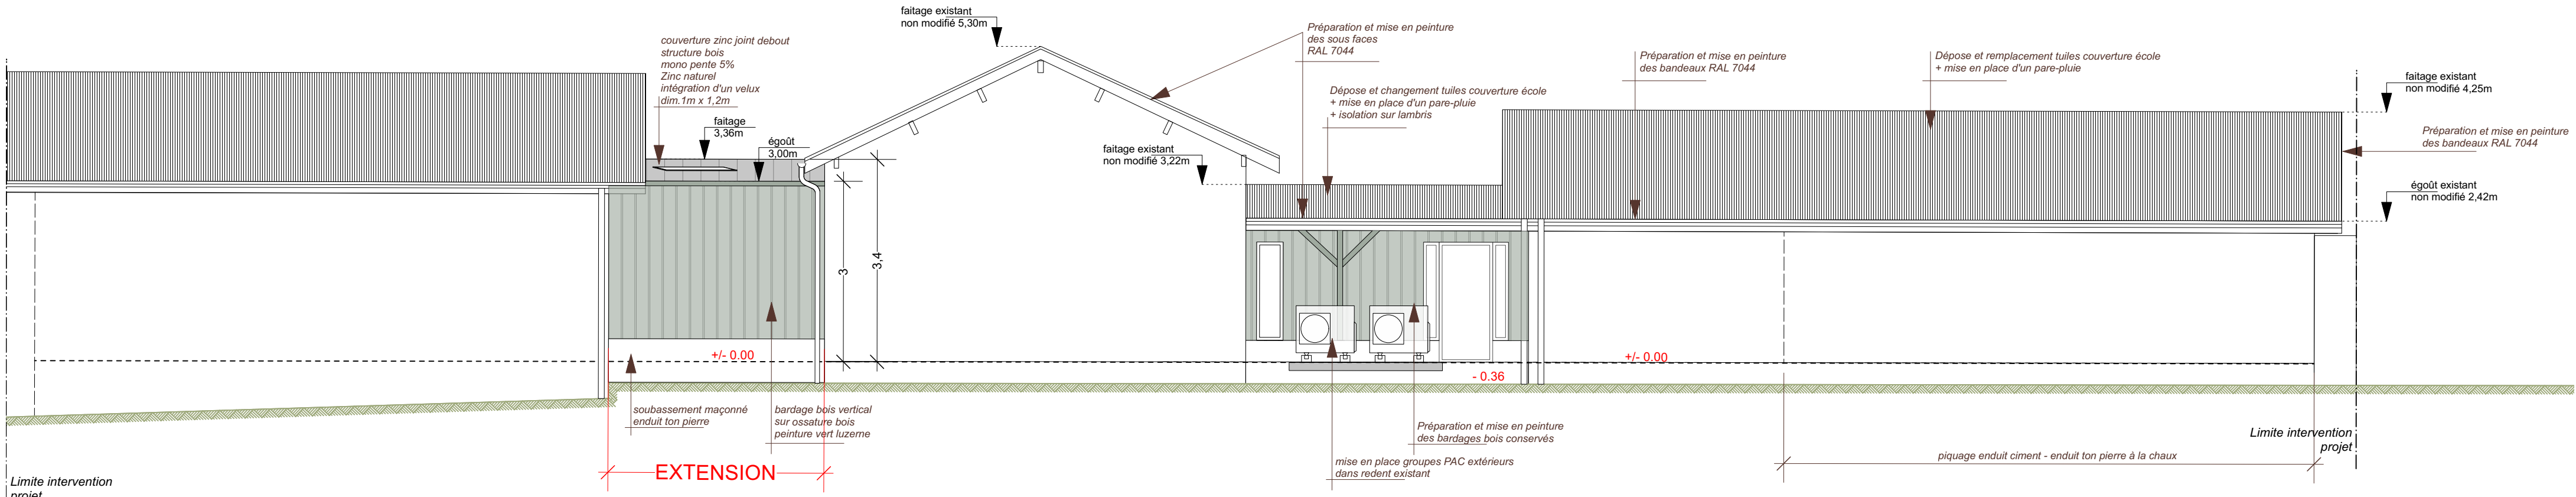 faitage existant
non modifié 5,30m
couverture zinc joint debout
structure bois
mono pente 5%
Zinc naturel
intégration d'un velux
dim.1m x 1,2m
faitage
3,36m
égoût
3,00m
Préparation et mise en peinture
des sous faces
RAL 7044
Dépose et changement tuiles couverture école
+ mise en place d'un pare-pluie
+ isolation sur lambris
faitage existant
non modifié 3,22m
Préparation et mise en peinture
des bandeaux RAL 7044
Dépose et remplacement tuiles couverture école
+ mise en place d'un pare-pluie
faitage existant
non modifié 4,25m
Préparation et mise en peinture
des bandeaux RAL 7044
égoût existant
non modifié 2,42m
3
3,4
+/- 0.00
+/- 0.00
- 0.36
soubassement maçonné
enduit ton pierre
bardage bois vertical
sur ossature bois
peinture vert luzerne
EXTENSION
Préparation et mise en peinture
des bardages bois conservés
mise en place groupes PAC extérieurs
dans redent existant
piquage enduit ciment - enduit ton pierre à la chaux
Limite intervention
projet
Limite intervention
projet